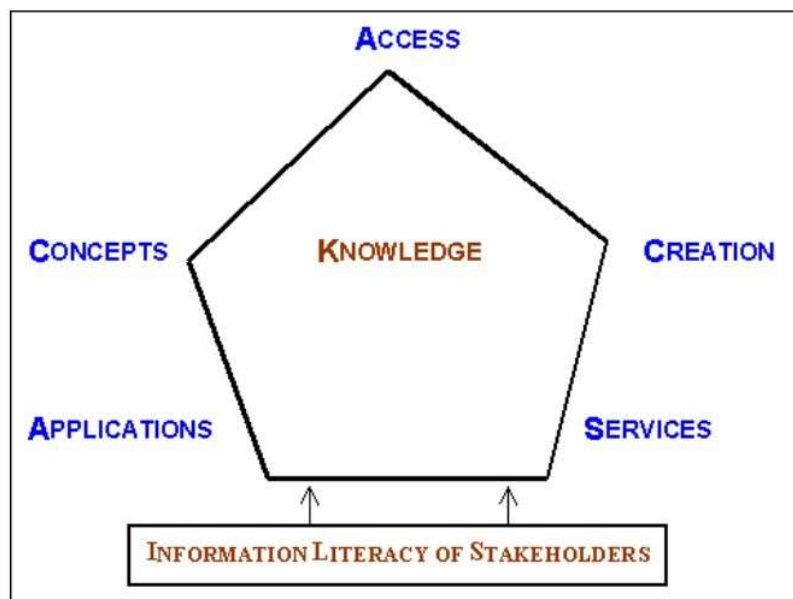 ACCESS
CONCEPTS
KNOWLEDGE
CREATION
APPLICATIONS
SERVICES
INFORMATION LITERACY OF STAKEHOLDERS